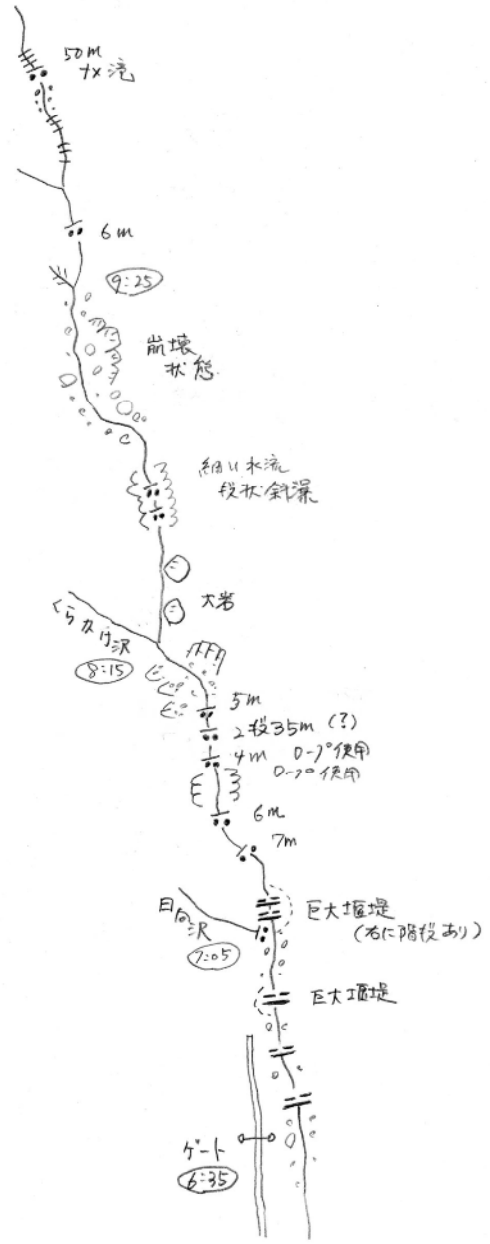 50m
ナメ滝
6m
9:25
崩壊
状態
細い水流
段状斜瀑
大岩
くらかけ沢
8:15
5m
2段35m (?)
4m ロープ使用
ロープ使用
6m
7m
日向沢
7:05
巨大堰堤
(右に階段あり)
巨大堰堤
ゲート
6:35